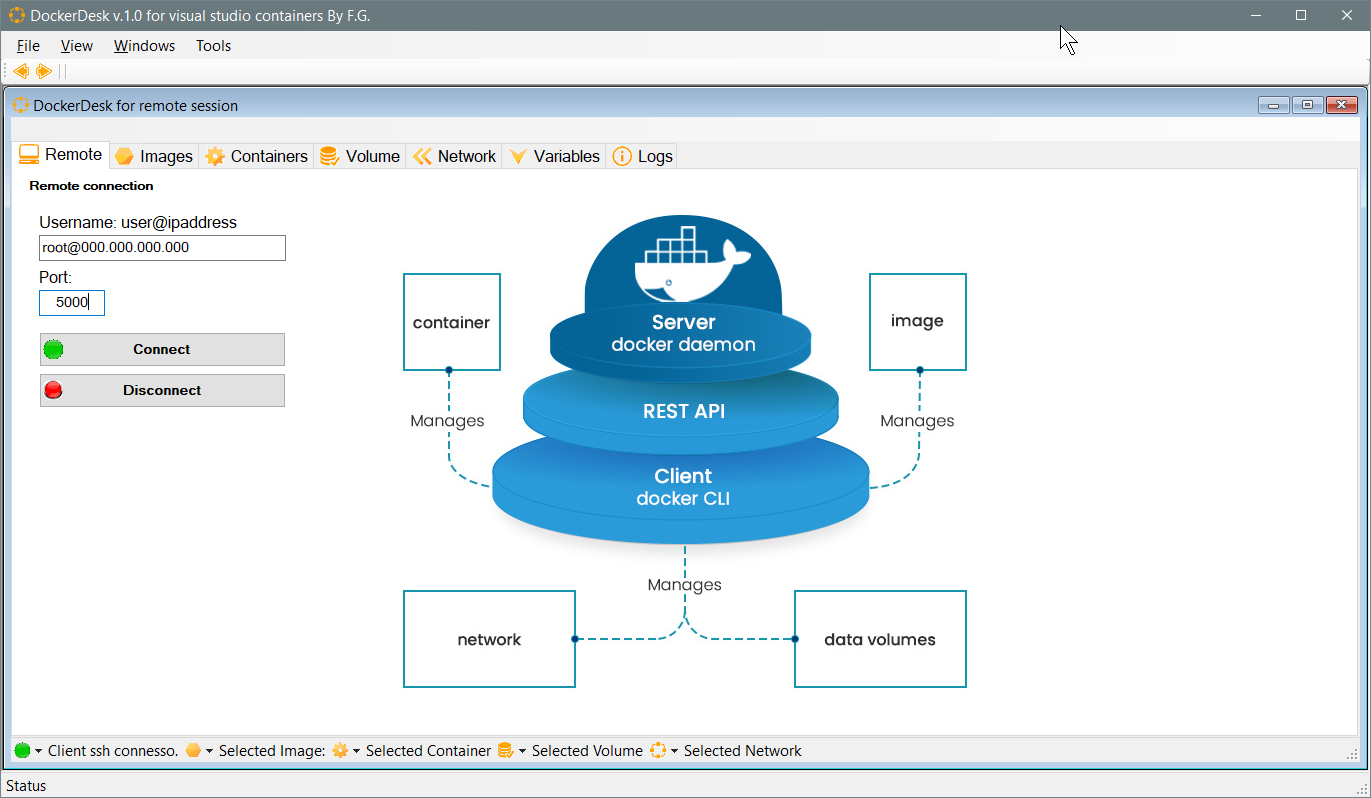 DockerDesk v.1.0 for visual studio containers By F.G.
File View Windows Tools
DockerDesk for remote session
Remote Images Containers Volume Network Variables Logs
Remote connection
Username: user@ipaddress
root@000.000.000.000
Port:
5000
Connect
Disconnect
container
Server
docker daemon
image
REST API
Manages
Manages
Client
docker CLI
Manages
network
data volumes
Client ssh connesso. Selected Image: Selected Container Selected Volume Selected Network
Status